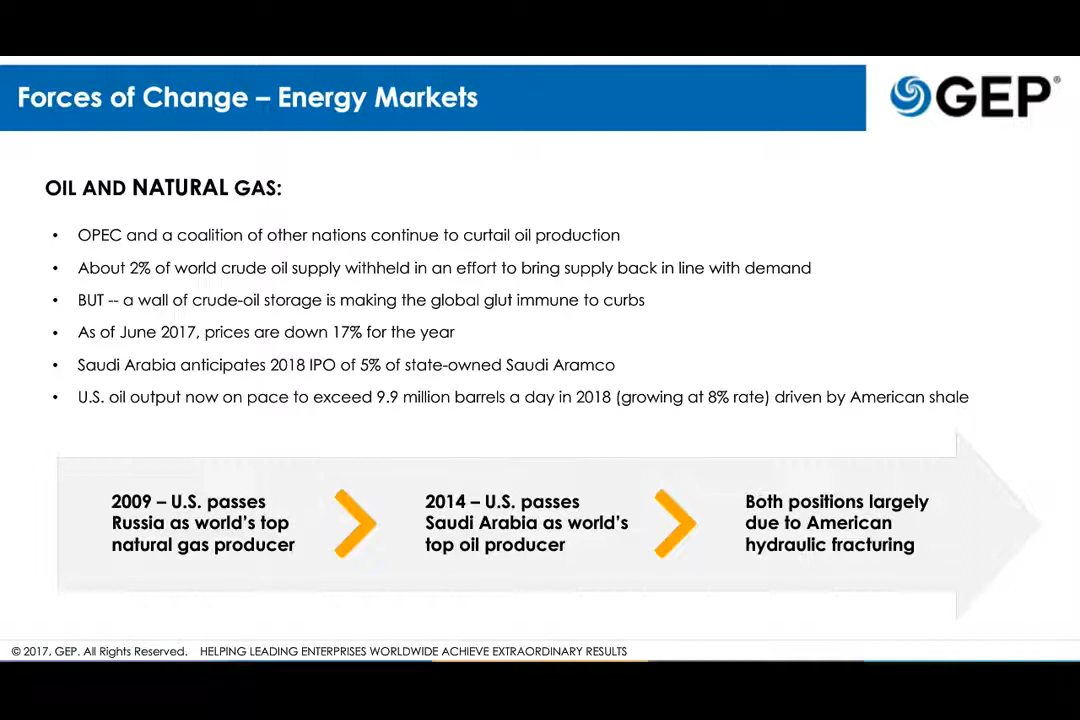 Forces of Change – Energy Markets
GEP®
OIL AND NATURAL GAS:
• OPEC and a coalition of other nations continue to curtail oil production
• About 2% of world crude oil supply withheld in an effort to bring supply back in line with demand
• BUT -- a wall of crude-oil storage is making the global glut immune to curbs
• As of June 2017, prices are down 17% for the year
• Saudi Arabia anticipates 2018 IPO of 5% of state-owned Saudi Aramco
• U.S. oil output now on pace to exceed 9.9 million barrels a day in 2018 (growing at 8% rate) driven by American shale
2009 – U.S. passes
Russia as world's top
natural gas producer
2014 – U.S. passes
Saudi Arabia as world's
top oil producer
Both positions largely
due to American
hydraulic fracturing
© 2017, GEP. All Rights Reserved. HELPING LEADING ENTERPRISES WORLDWIDE ACHIEVE EXTRAORDINARY RESULTS